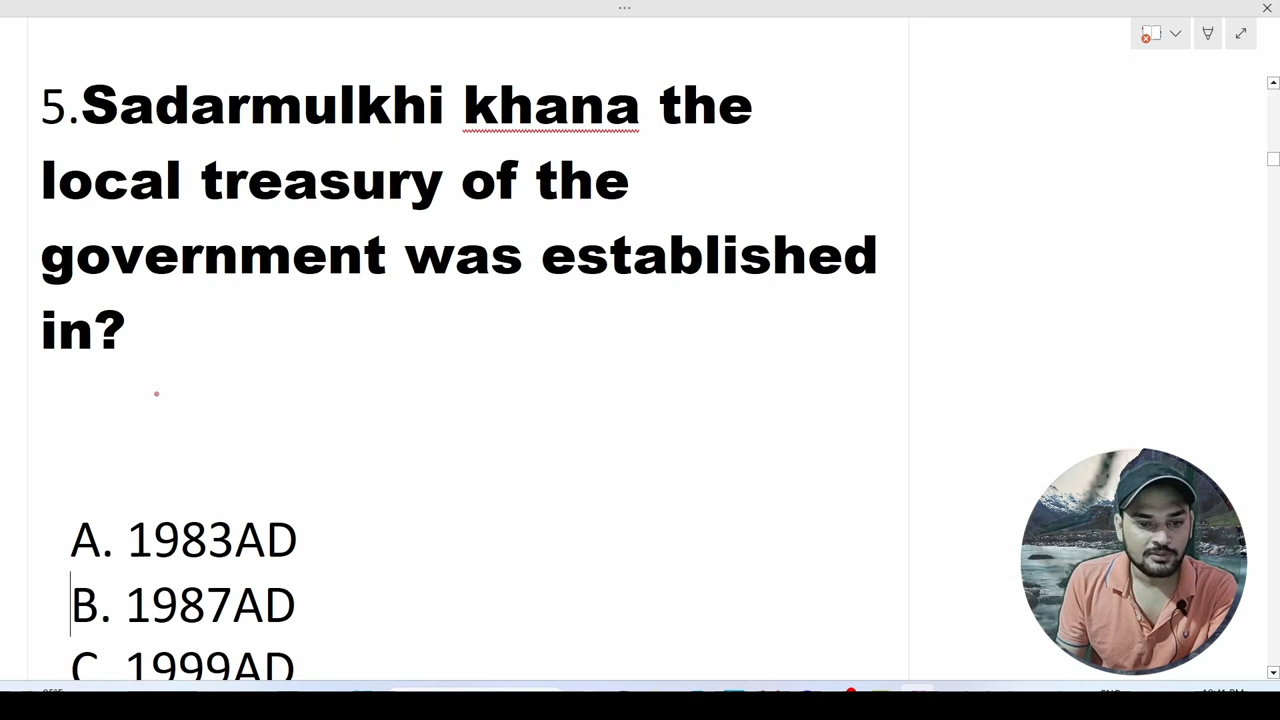 5.Sadarmulkhi khana the
local treasury of the
government was established
in?
A. 1983AD
B. 1987AD
C. 1999AD